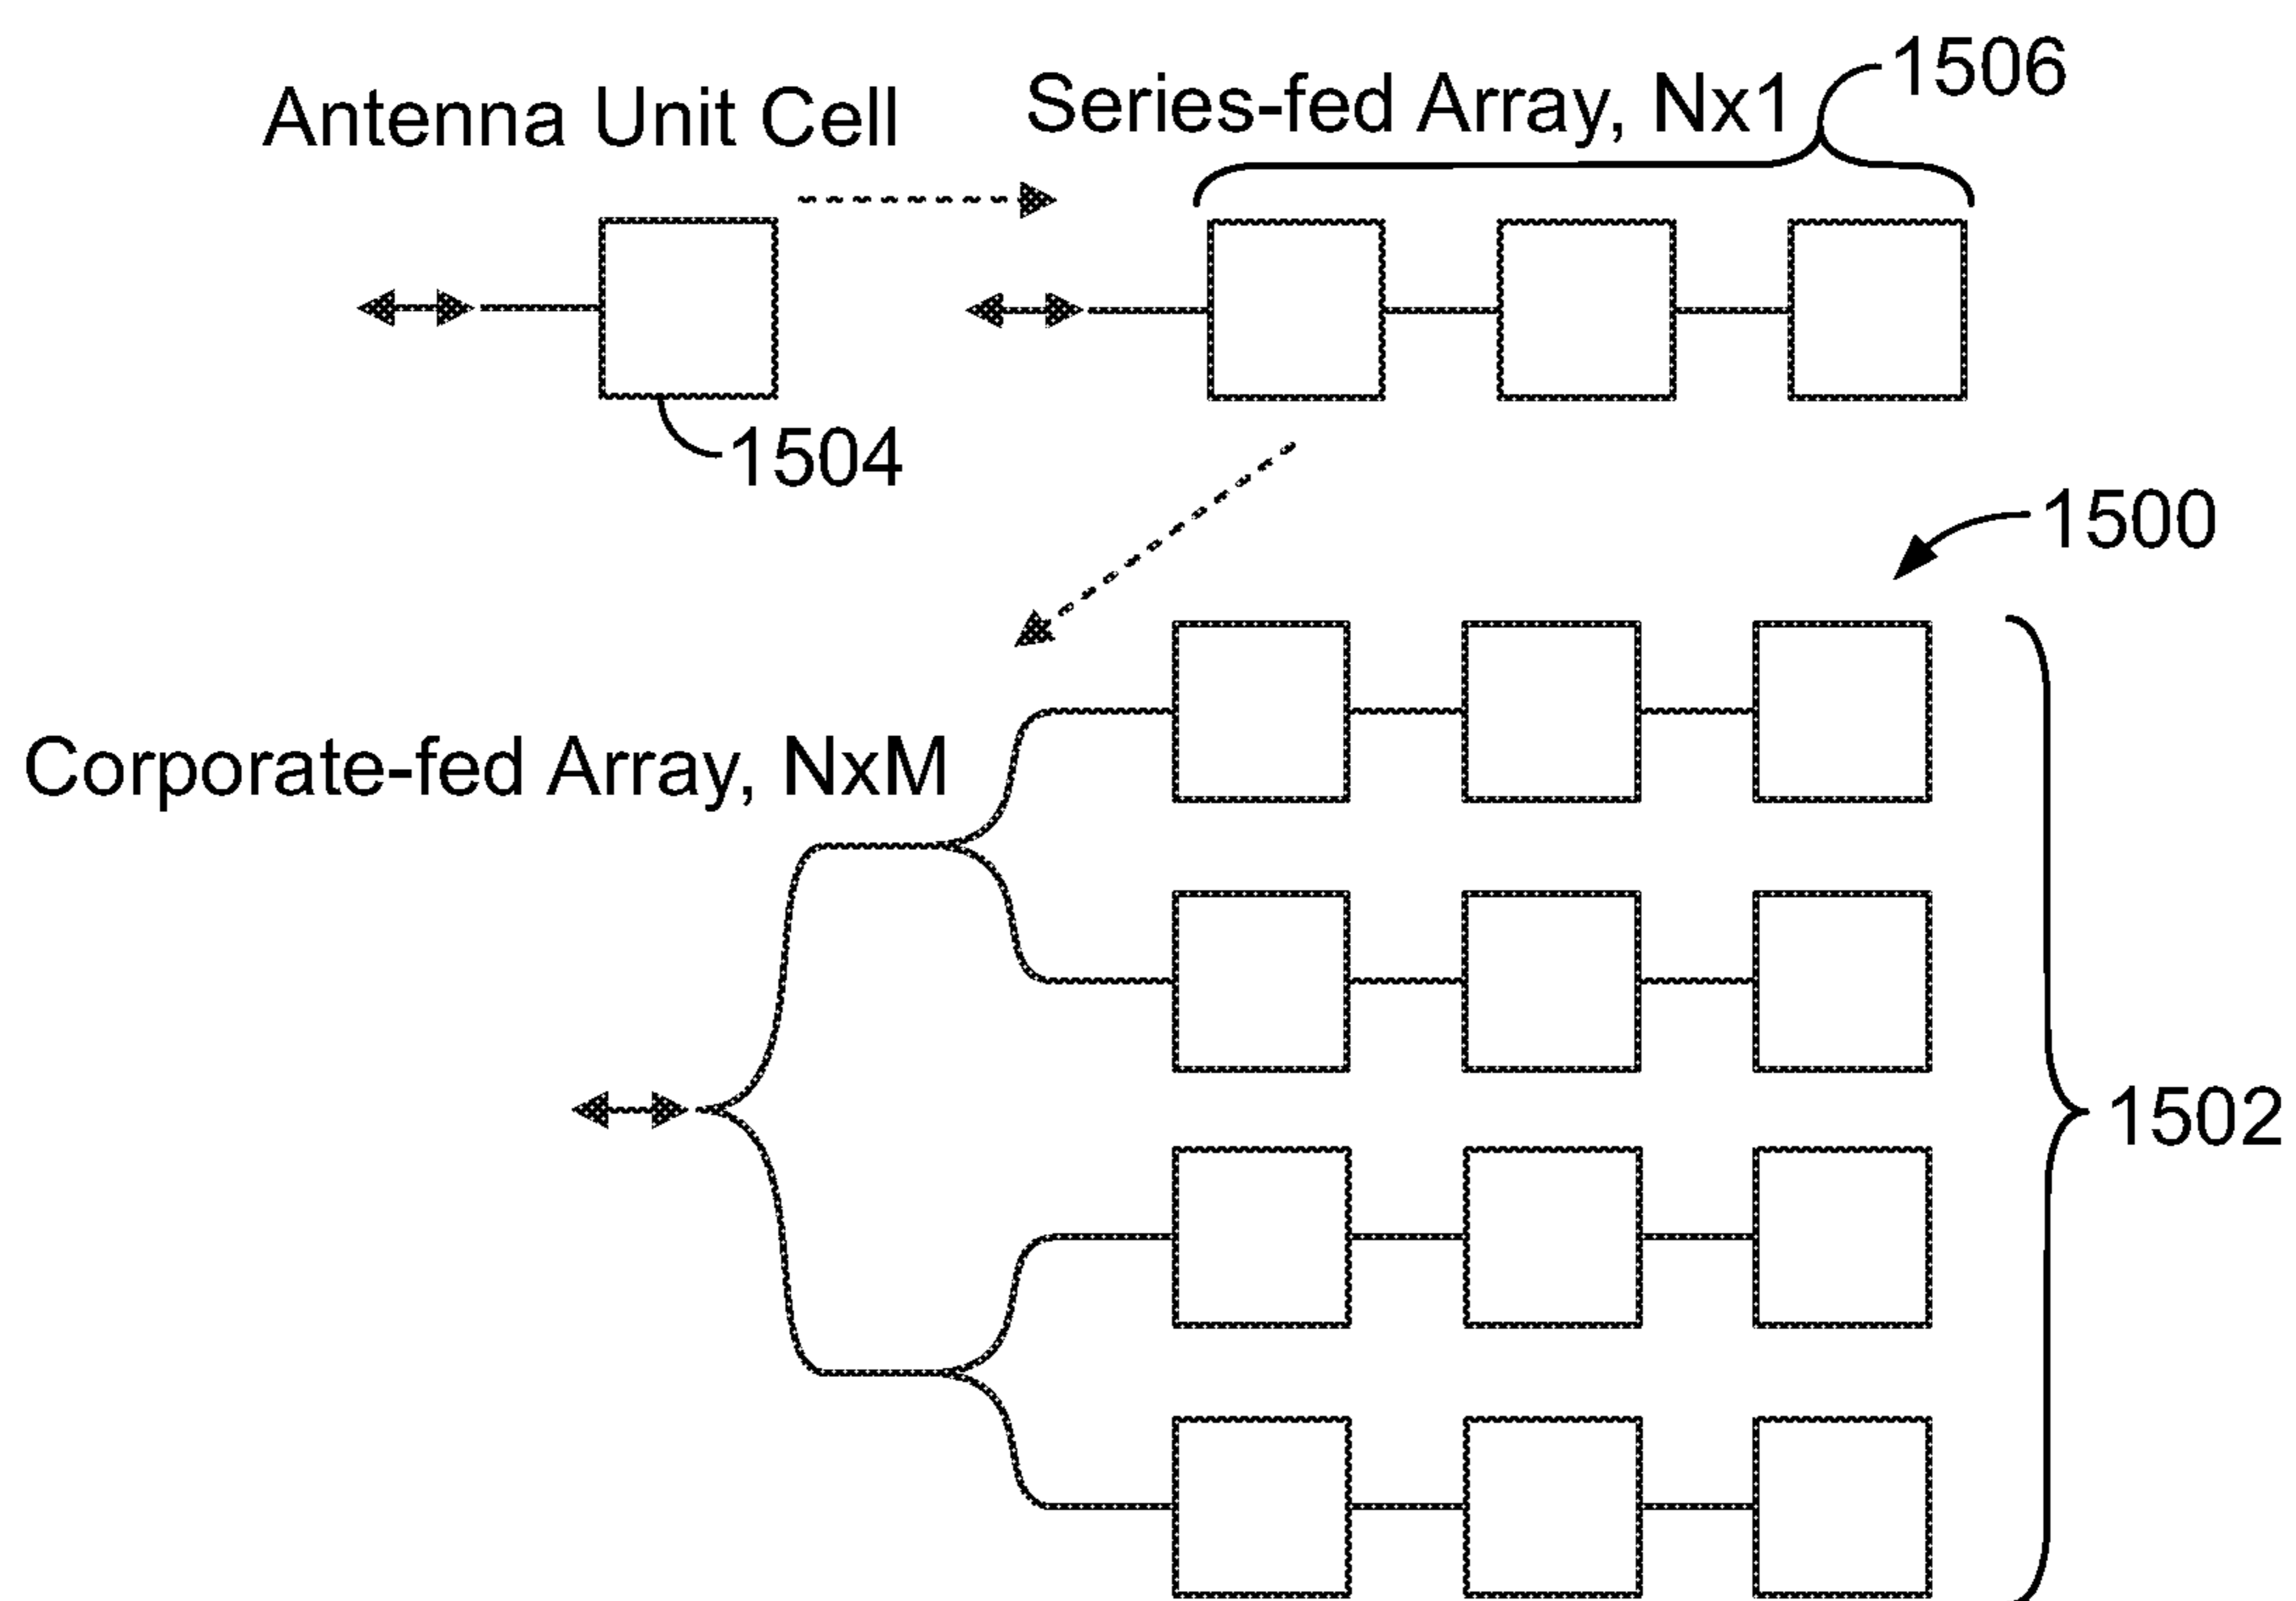 1506
Series-fed Array, Nx1
Antenna Unit Cell
1504
1500
Corporate-fed Array, NxM
1502